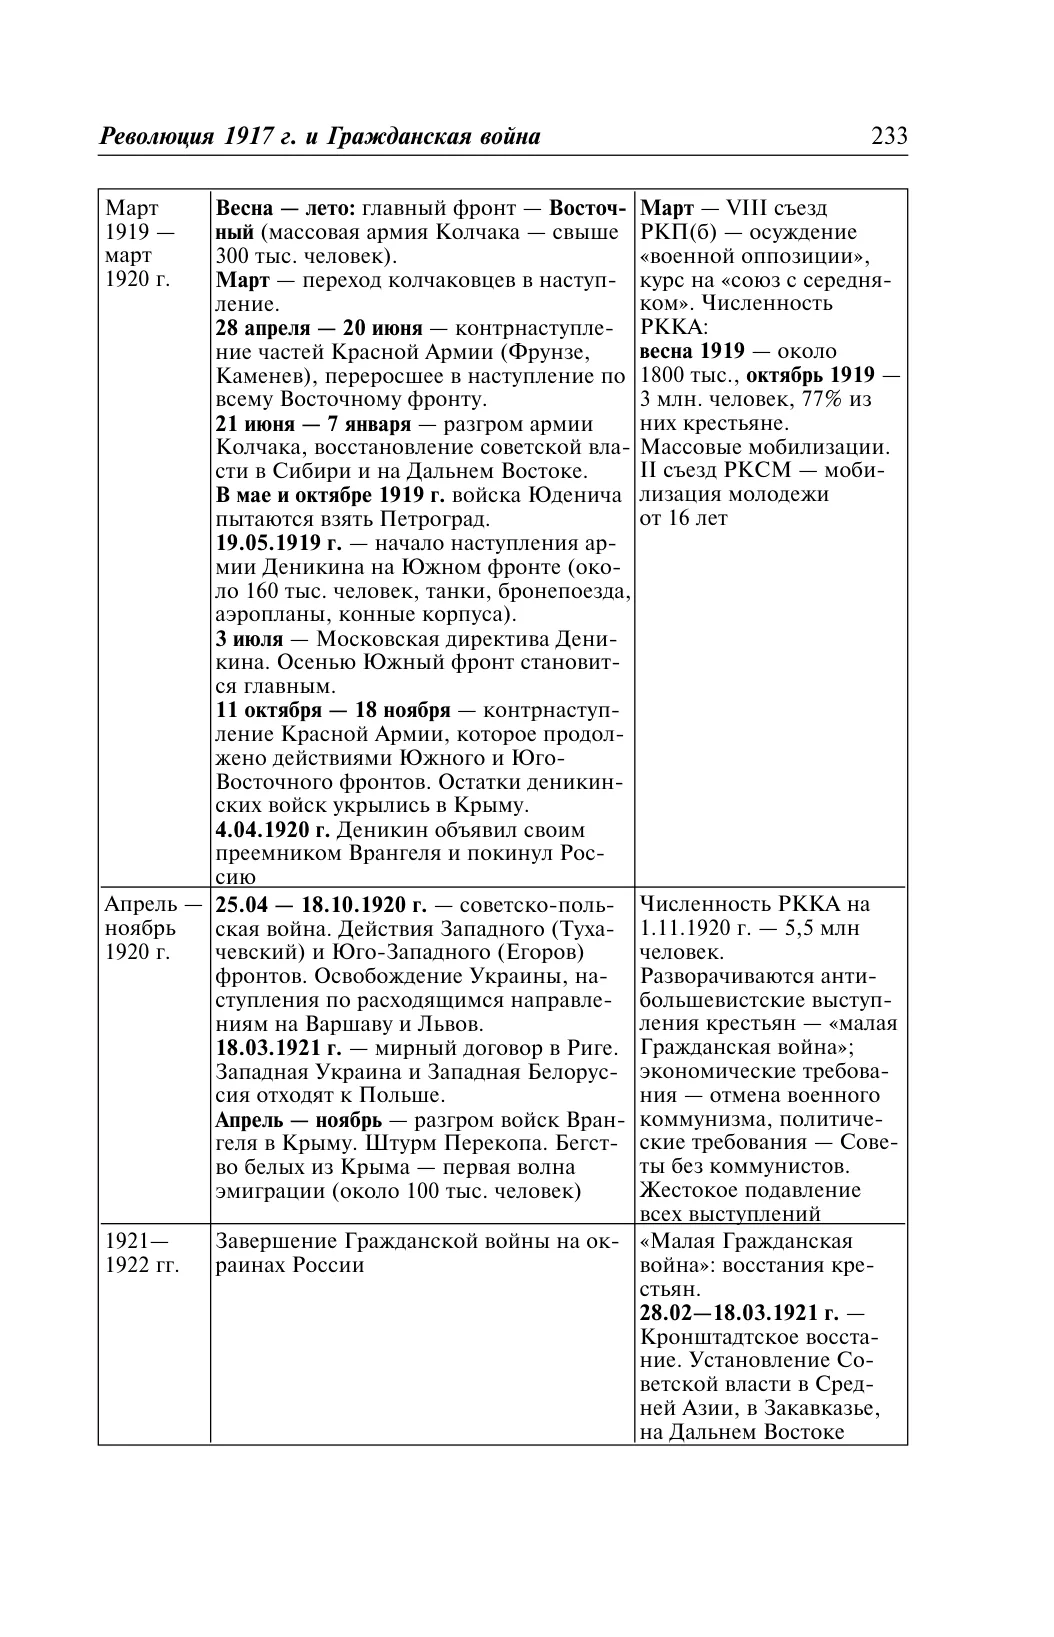 Революция 1917 г. и Гражданская война 233
Март
1919 —
март
1920 г.
Весна — лето: главный фронт — Восточ-
ный (массовая армия Колчака — свыше
300 тыс. человек).
Март — переход колчаковцев в наступ-
ление.
28 апреля — 20 июня — контрнаступле-
ние частей Красной Армии (Фрунзе,
Каменев), переросшее в наступление по
всему Восточному фронту.
21 июня — 7 января — разгром армии
Колчака, восстановление советской вла-
сти в Сибири и на Дальнем Востоке.
В мае и октябре 1919 г. войска Юденича
пытаются взять Петроград.
19.05.1919 г. — начало наступления ар-
мии Деникина на Южном фронте (око-
ло 160 тыс. человек, танки, бронепоезда,
аэропланы, конные корпуса).
3 июля — Московская директива Дени-
кина. Осенью Южный фронт становит-
ся главным.
11 октября — 18 ноября — контрнаступ-
ление Красной Армии, которое продол-
жено действиями Южного и Юго-
Восточного фронтов. Остатки деникин-
ских войск укрылись в Крыму.
4.04.1920 г. Деникин объявил своим
преемником Врангеля и покинул Рос-
сию
Март — VIII съезд
РКП(б) — осуждение
«военной оппозиции»,
курс на «союз с середня-
ком». Численность
РККА:
весна 1919 — около
1800 тыс., октябрь 1919 —
3 млн. человек, 77% из
них крестьяне.
Массовые мобилизации.
II съезд РКСМ — моби-
лизация молодежи
от 16 лет
Апрель —
ноябрь
1920 г.
25.04 — 18.10.1920 г. — советско-поль-
ская война. Действия Западного (Туха-
чевский) и Юго-Западного (Егоров)
фронтов. Освобождение Украины, на-
ступления по расходящимся направле-
ниям на Варшаву и Львов.
18.03.1921 г. — мирный договор в Риге.
Западная Украина и Западная Белорус-
сия отходят к Польше.
Апрель — ноябрь — разгром войск Вран-
геля в Крыму. Штурм Перекопа. Бегст-
во белых из Крыма — первая волна
эмиграции (около 100 тыс. человек)
Численность РККА на
1.11.1920 г. — 5,5 млн
человек.
Разворачиваются анти-
большевистские выступ-
ления крестьян — «малая
Гражданская война»;
экономические требова-
ния — отмена военного
коммунизма, политиче-
ские требования — Сове-
ты без коммунистов.
Жестокое подавление
всех выступлений
1921—
1922 гг.
Завершение Гражданской войны на ок-
раинах России
«Малая Гражданская
война»: восстания кре-
стьян.
28.02—18.03.1921 г. —
Кронштадтское восста-
ние. Установление Со-
ветской власти в Сред-
ней Азии, в Закавказье,
на Дальнем Востоке